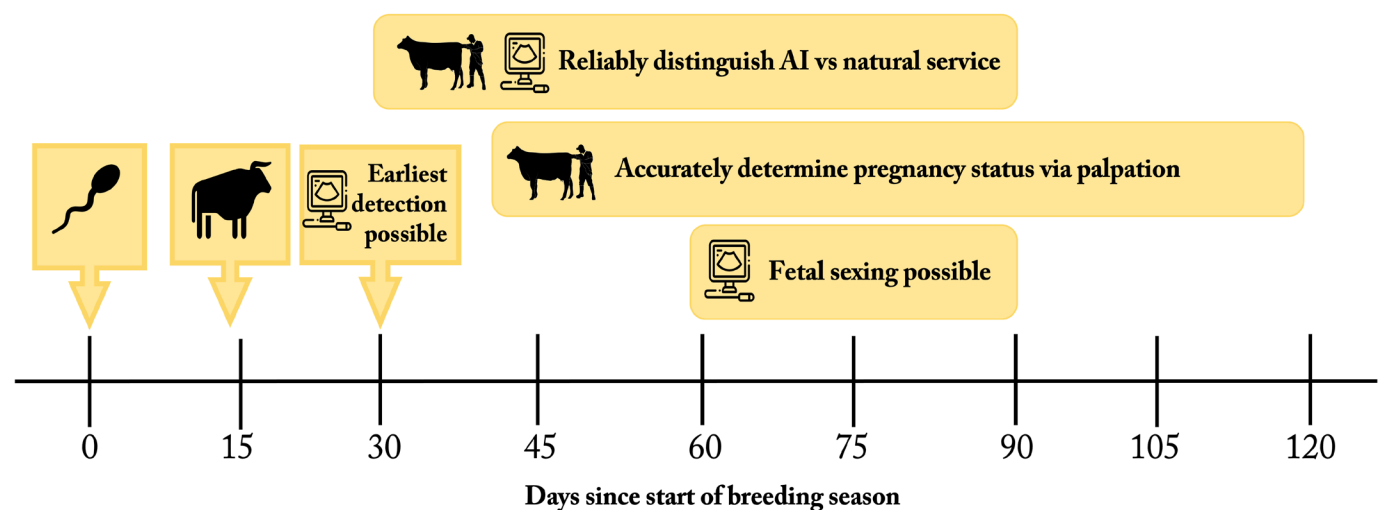 Reliably distinguish AI vs natural service
Accurately determine pregnancy status via palpation
Earliest
detection
possible
Fetal sexing possible
0 15 30 45 60 75 90 105 120
Days since start of breeding season